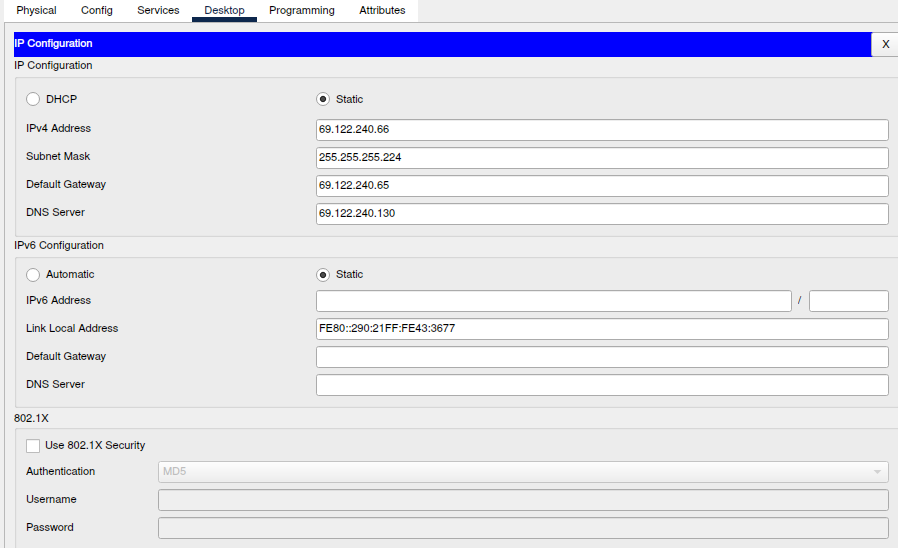 Physical Config Services Desktop Programming Attributes
IP Configuration
X
IP Configuration
DHCP Static
IPv4 Address 69.122.240.66
Subnet Mask 255.255.255.224
Default Gateway 69.122.240.65
DNS Server 69.122.240.130
IPv6 Configuration
Automatic Static
IPv6 Address /
Link Local Address FE80::290:21FF:FE43:3677
Default Gateway
DNS Server
802.1X
Use 802.1X Security
Authentication MD5
Username
Password